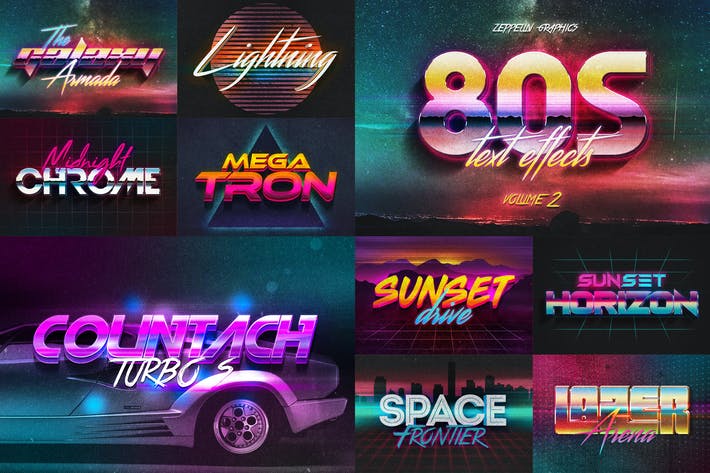 The
Galaxy
Armada
Lightning
ZEPPELIN GRAPHICS
80S
text effects
VOLUME 2
Midnight
CHROME
MEGA
TRON
COUNTACH
TURBO S
SUNSET
drive
SUNSET
HORIZON
SPACE
FRONTIER
LAZER
Arena